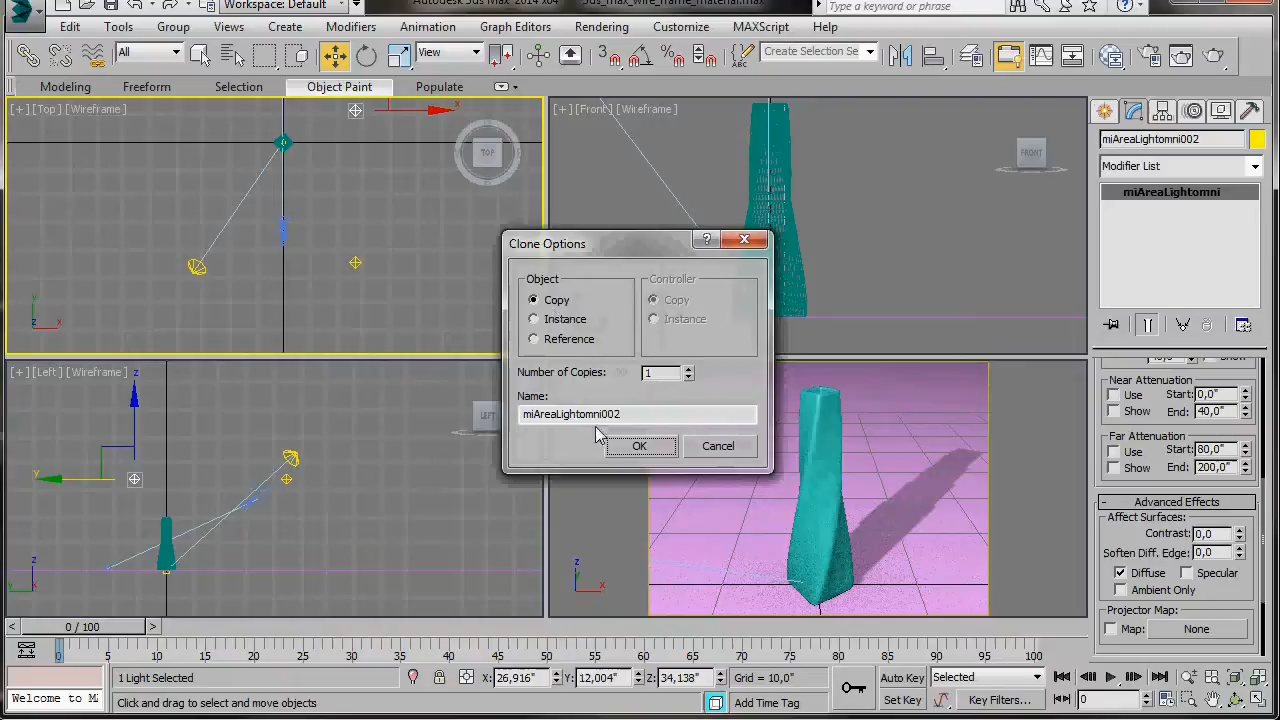 Workspace: Default
Autodesk 3ds Max 2014 x64
3ds_max_wire_frame_material.max
Type a keyword or phrase
Edit Tools Group Views Create Modifiers Animation Graph Editors Rendering Customize MAXScript Help
All
View
3
ABC
Create Selection Se
Modeling Freeform Selection Object Paint Populate
[+][Top][Wireframe]
x
TOP
y
z
x
[+][Front][Wireframe]
FRONT
miAreaLightomni002
Modifier List
miAreaLightomni
Clone Options
?
Object
Copy
Instance
Reference
Controller
Copy
Instance
Number of Copies:
1
Name:
miAreaLightomni002
OK
Cancel
[+][Left][Wireframe]
z
y
LEFT
z
y
z
x
Near Attenuation
Use Start: 0,0"
Show End: 40,0"
Far Attenuation
Use Start: 80,0"
Show End: 200,0"
- Advanced Effects
Affect Surfaces:
Contrast: 0,0
Soften Diff. Edge: 0,0
Diffuse Specular
Ambient Only
Projector Map:
Map: None
< 0 / 100 >
0 5 10 15 20 25 30 35 40 45 50 55 60 65 70 75 80 85 90 95 100
1 Light Selected
X: 26,916" Y: 12,004" Z: 34,138" Grid = 10,0"
Auto Key Selected
Welcome to M
Click and drag to select and move objects
Add Time Tag
Set Key Key Filters...
0